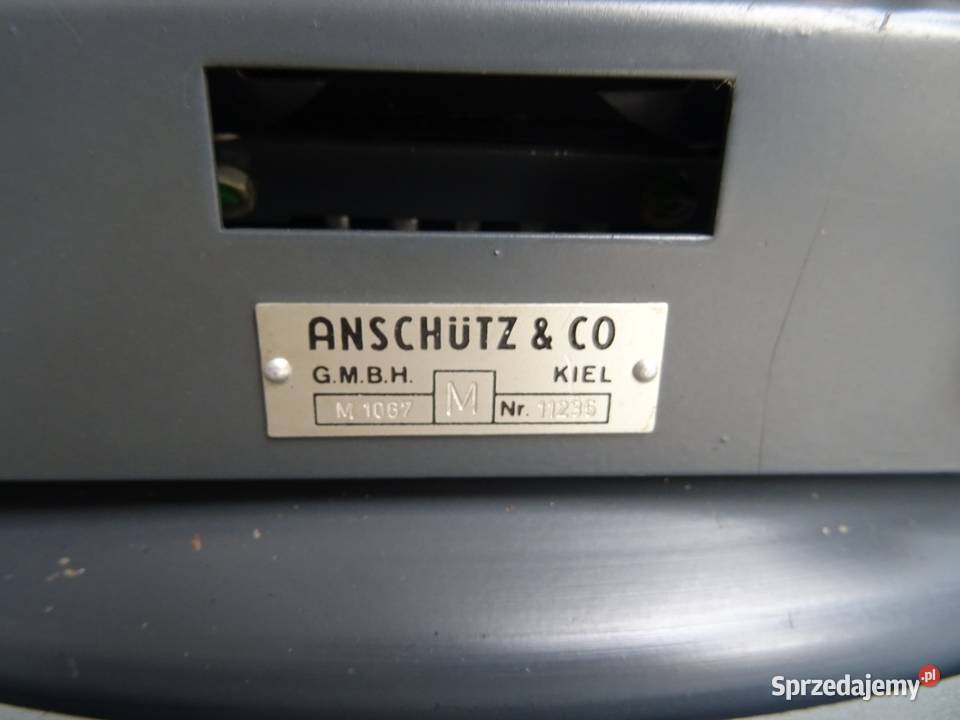 ANSCHÜTZ & CO
G.M.B.H. KIEL
M 1067 M Nr. 11236
Sprzedajemy.pl